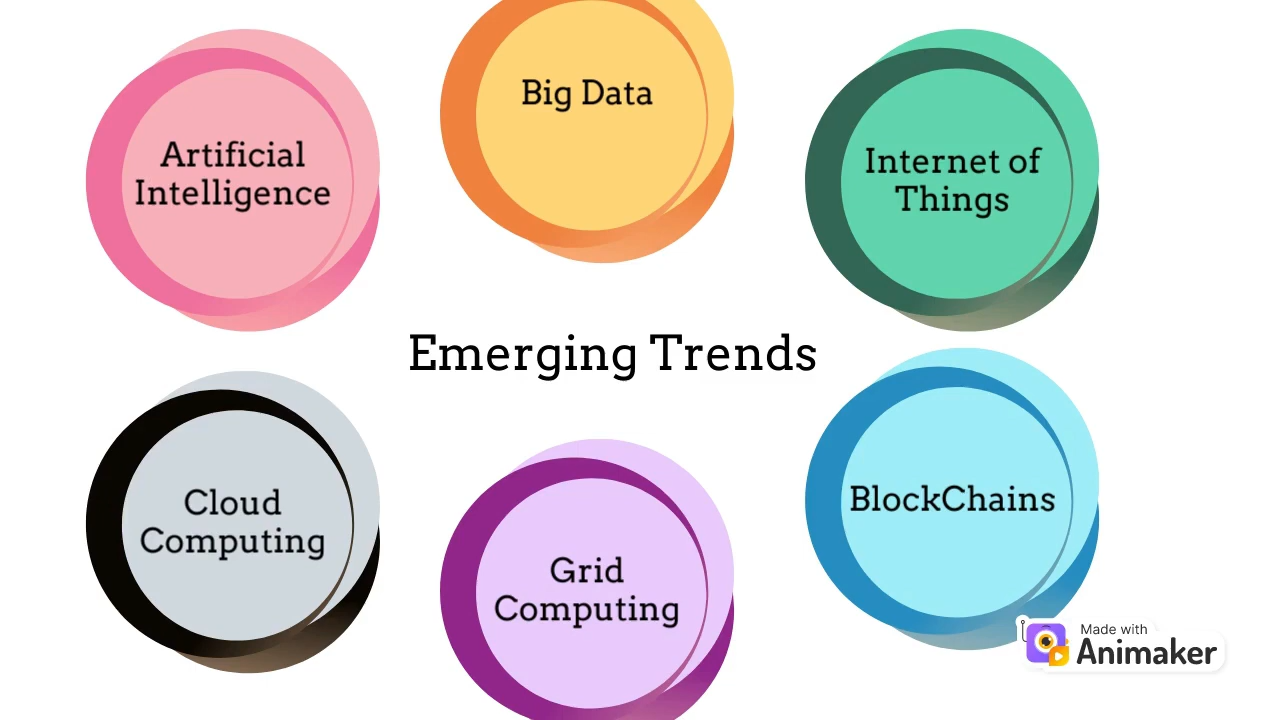 Big Data
Artificial
Intelligence
Internet of
Things
Emerging Trends
Cloud
Computing
Grid
Computing
BlockChains
Made with
Animaker